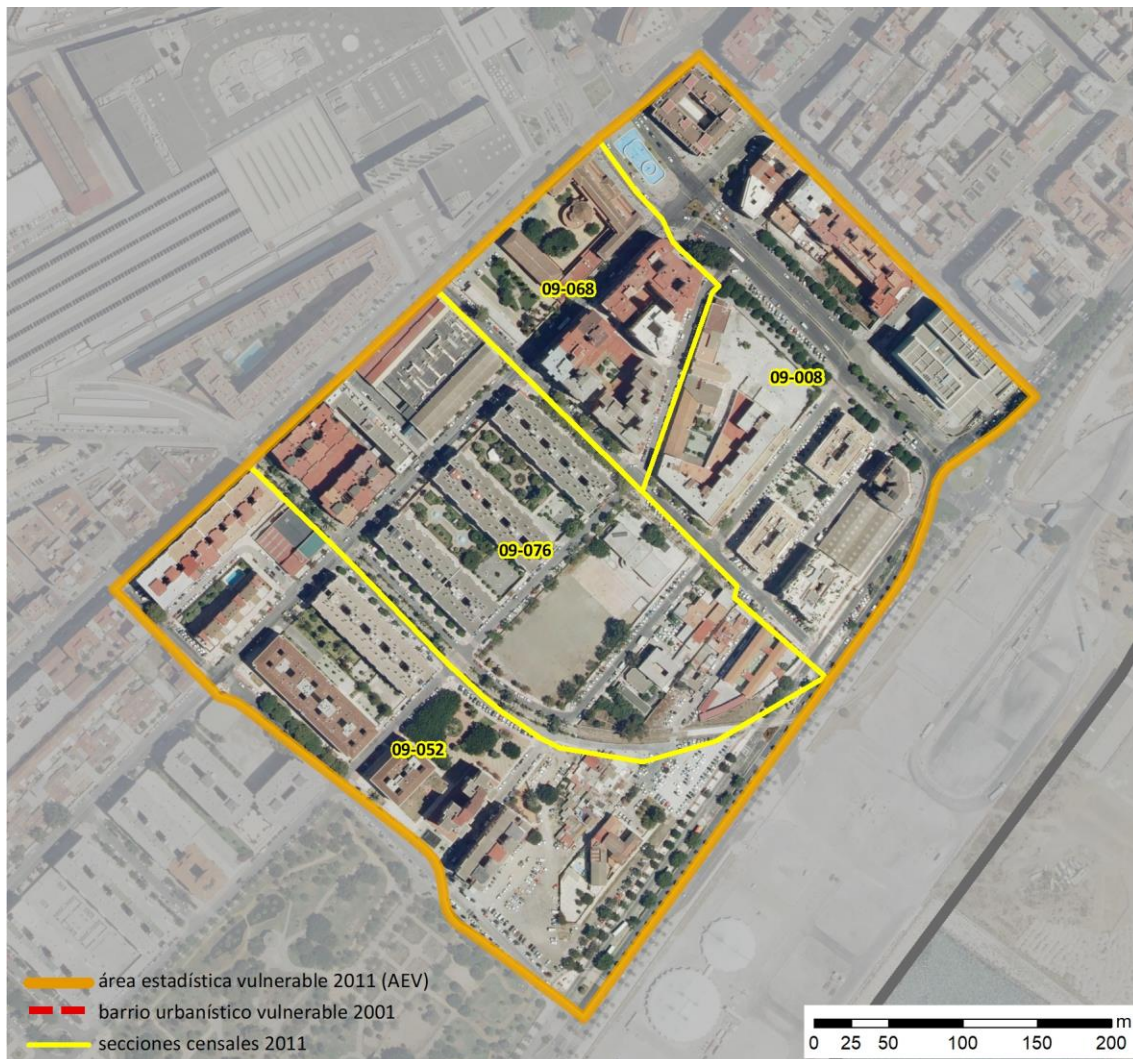 09-068
09-008
09-076
09-052
área estadística vulnerable 2011 (AEV)
barrio urbanístico vulnerable 2001
secciones censales 2011
m
0 25 50 100 150 200